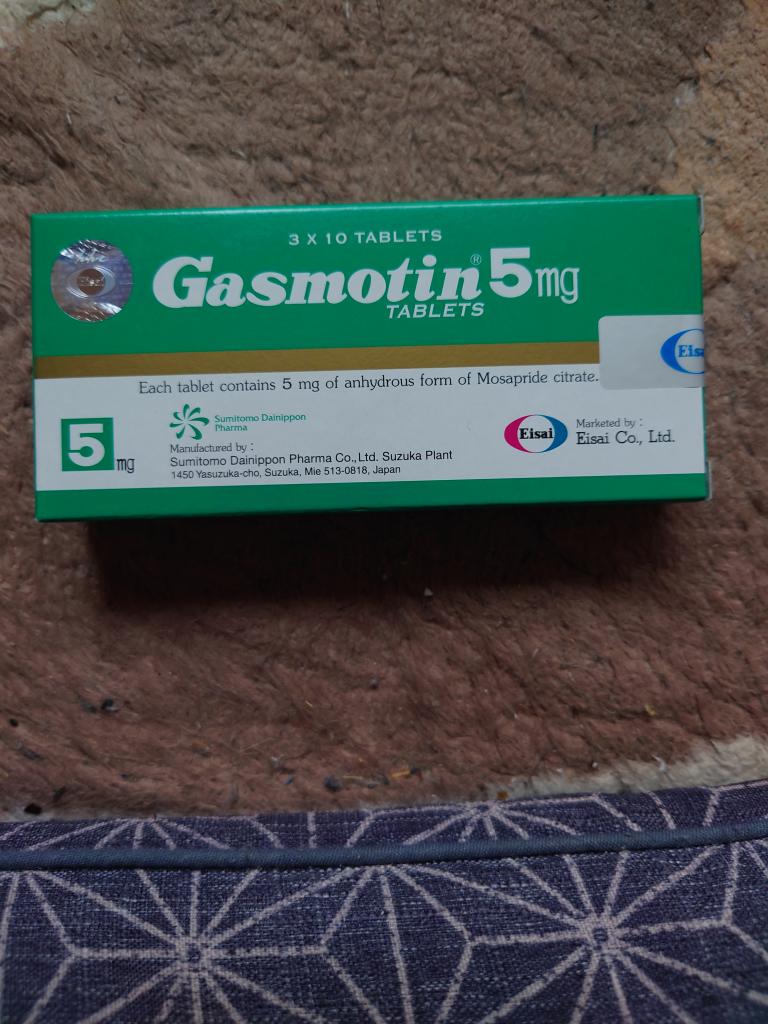 3 X 10 TABLETS
Gasmotin® 5mg
TABLETS
Each tablet contains 5 mg of anhydrous form of Mosapride citrate.
5 mg
Sumitomo Dainippon
Pharma
Manufactured by :
Sumitomo Dainippon Pharma Co., Ltd. Suzuka Plant
1450 Yasuzuka-cho, Suzuka, Mie 513-0818, Japan
Eisai
Marketed by :
Eisai Co., Ltd.